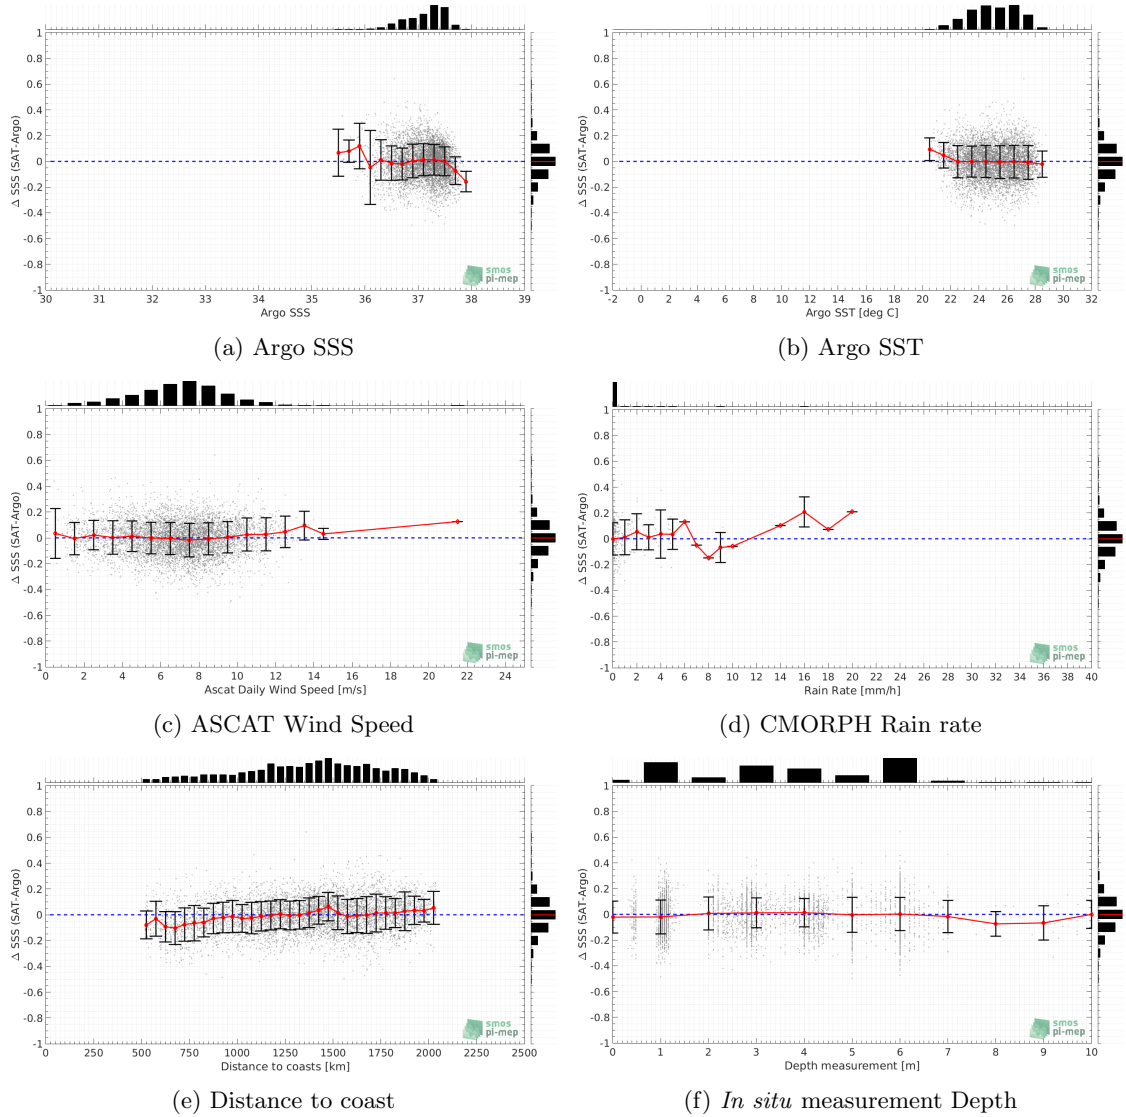 1
0.8
0.6
0.4
0.2
0
-0.2
-0.4
-0.6
-0.8
-1
Δ SSS (SAT-Argo)
30 31 32 33 34 35 36 37 38 39
Argo SSS
smos
pi-mep
(a) Argo SSS
1
0.8
0.6
0.4
0.2
0
-0.2
-0.4
-0.6
-0.8
-1
Δ SSS (SAT-Argo)
-2 0 2 4 6 8 10 12 14 16 18 20 22 24 26 28 30 32
Argo SST [deg C]
smos
pi-mep
(b) Argo SST
1
0.8
0.6
0.4
0.2
0
-0.2
-0.4
-0.6
-0.8
-1
Δ SSS (SAT-Argo)
0 2 4 6 8 10 12 14 16 18 20 22 24
Ascat Daily Wind Speed [m/s]
smos
pi-mep
(c) ASCAT Wind Speed
1
0.8
0.6
0.4
0.2
0
-0.2
-0.4
-0.6
-0.8
-1
Δ SSS (SAT-Argo)
0 2 4 6 8 10 12 14 16 18 20 22 24 26 28 30 32 34 36 38 40
Rain Rate [mm/h]
smos
pi-mep
(d) CMORPH Rain rate
1
0.8
0.6
0.4
0.2
0
-0.2
-0.4
-0.6
-0.8
-1
Δ SSS (SAT-Argo)
0 250 500 750 1000 1250 1500 1750 2000 2250 2500
Distance to coasts [km]
smos
pi-mep
(e) Distance to coast
1
0.8
0.6
0.4
0.2
0
-0.2
-0.4
-0.6
-0.8
-1
Δ SSS (SAT-Argo)
0 1 2 3 4 5 6 7 8 9 10
Depth measurement [m]
smos
pi-mep
(f) In situ measurement Depth